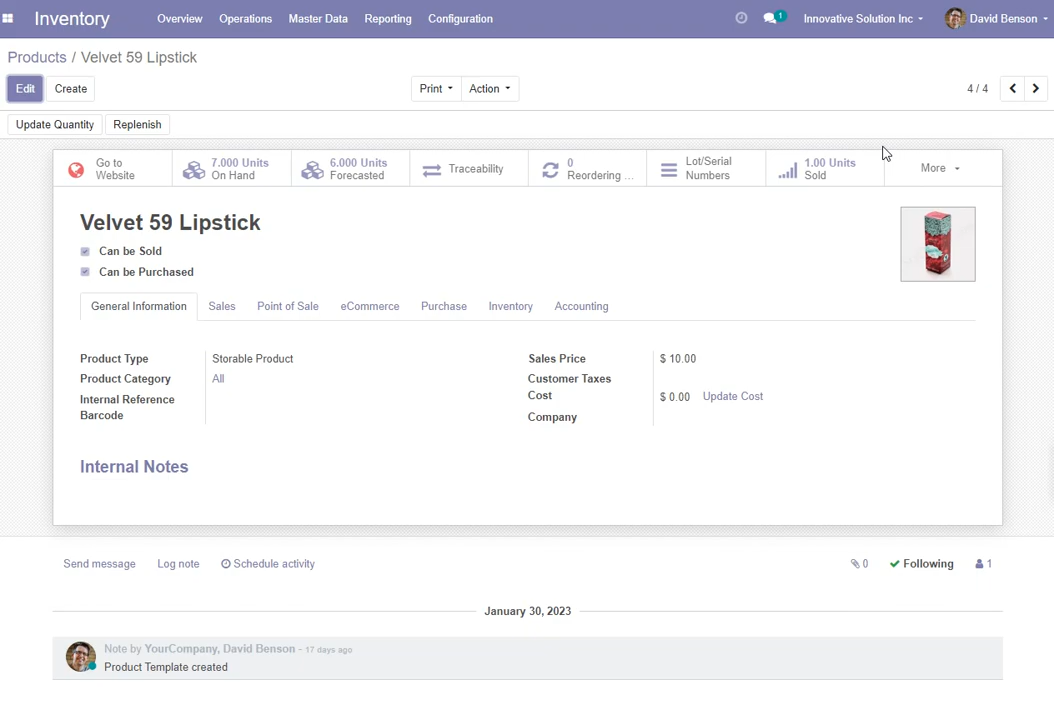 Inventory Overview Operations Master Data Reporting Configuration 1 Innovative Solution Inc David Benson
Products / Velvet 59 Lipstick
Edit Create Print Action 4 / 4
Update Quantity Replenish
Go to Website
7.000 Units On Hand
6.000 Units Forecasted
Traceability
0 Reordering ...
Lot/Serial Numbers
1.00 Units Sold
More
Velvet 59 Lipstick
Can be Sold
Can be Purchased
General Information Sales Point of Sale eCommerce Purchase Inventory Accounting
Product Type Storable Product
Product Category All
Internal Reference
Barcode
Sales Price $ 10.00
Customer Taxes
Cost $ 0.00 Update Cost
Company
Internal Notes
Send message Log note Schedule activity 0 Following 1
January 30, 2023
Note by YourCompany, David Benson - 17 days ago
Product Template created